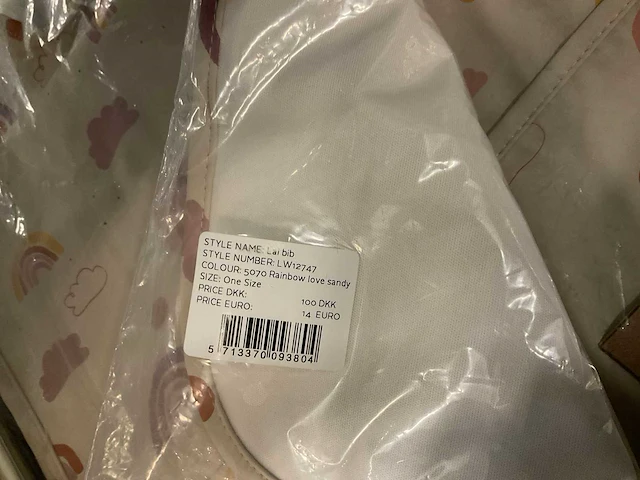 STYLE NAME: Lai bib
STYLE NUMBER: LW12747
COLOUR: 5070 Rainbow love sandy
SIZE: One Size
PRICE DKK: 100 DKK
PRICE EURO: 14 EURO
5 713370 093804